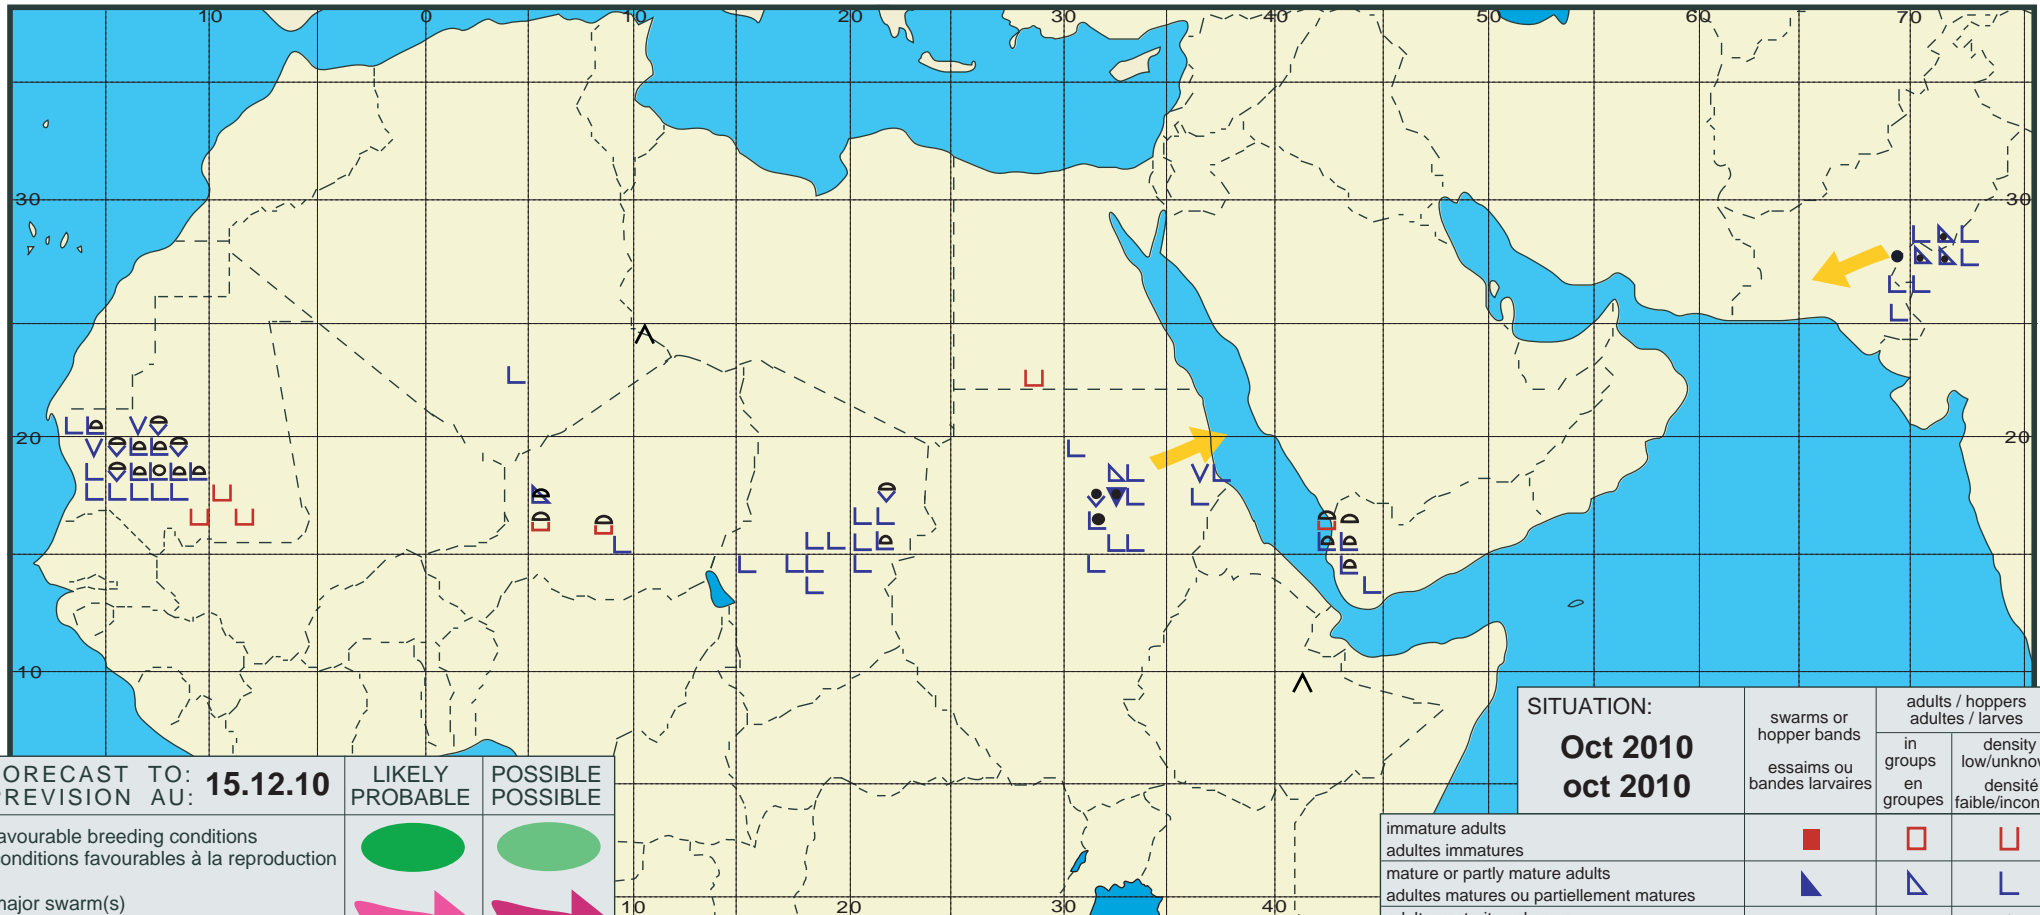 10 0 10 20 30 40 50 60 70
30 30
20 20
10
SITUATION:
Oct 2010
oct 2010
swarms or
hopper bands
essaims ou
bandes larvaires
adults / hoppers
adultes / larves
in
groups
en
groupes
density
low/unknow
densité
faible/incon
immature adults
adultes immatures
mature or partly mature adults
adultes matures ou partiellement matures
ORECAST TO:
REVISION AU:
15.12.10
LIKELY
PROBABLE
POSSIBLE
POSSIBLE
avourable breeding conditions
onditions favourables à la reproduction
major swarm(s)
10 20 30 40